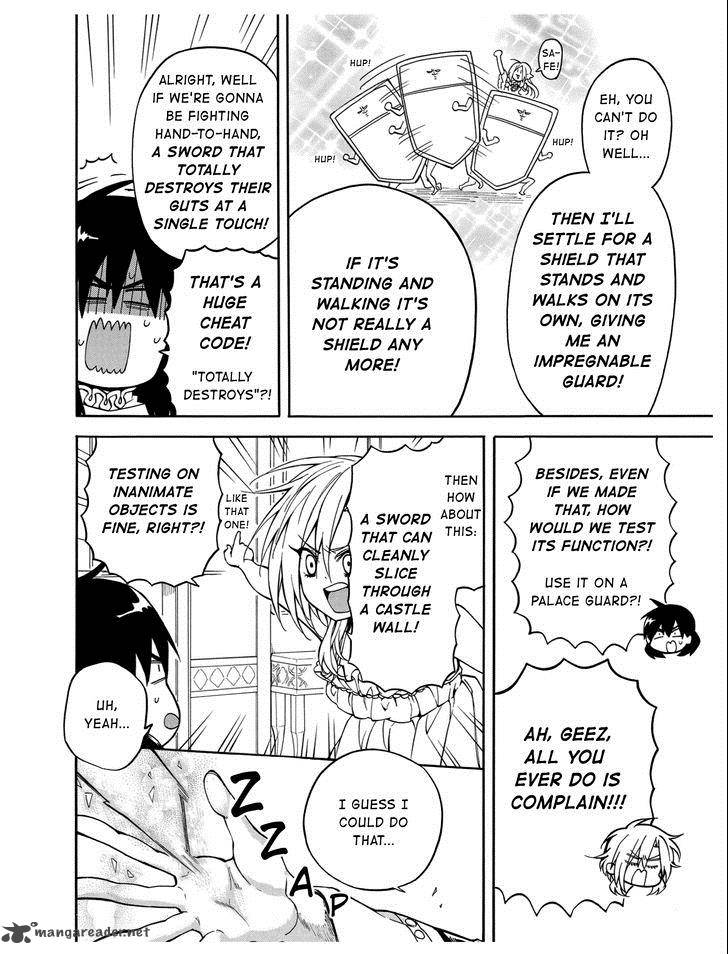 EH, YOU
CAN'T DO
IT? OH
WELL...
THEN I'LL
SETTLE FOR A
SHIELD THAT
STANDS AND
WALKS ON ITS
OWN, GIVING
ME AN
IMPREGNABLE
GUARD!
SA-
FE!
HUP!
HUP!
HUP!
IF IT'S
STANDING AND
WALKING IT'S
NOT REALLY A
SHIELD ANY
MORE!
ALRIGHT, WELL
IF WE'RE GONNA
BE FIGHTING
HAND-TO-HAND,
A SWORD THAT
TOTALLY
DESTROYS THEIR
GUTS AT A
SINGLE TOUCH!
THAT'S A
HUGE
CHEAT
CODE!
"TOTALLY
DESTROYS"?!
BESIDES, EVEN
IF WE MADE
THAT, HOW
WOULD WE TEST
ITS FUNCTION?!
USE IT ON A
PALACE GUARD?!
AH, GEEZ,
ALL YOU
EVER DO IS
COMPLAIN!!!
THEN
HOW
ABOUT
THIS:
A SWORD
THAT CAN
CLEANLY
SLICE
THROUGH
A CASTLE
WALL!
LIKE
THAT
ONE!
TESTING ON
INANIMATE
OBJECTS IS
FINE, RIGHT?!
UH,
YEAH...
I GUESS I
COULD DO
THAT...
ZZAP
mangareader.net